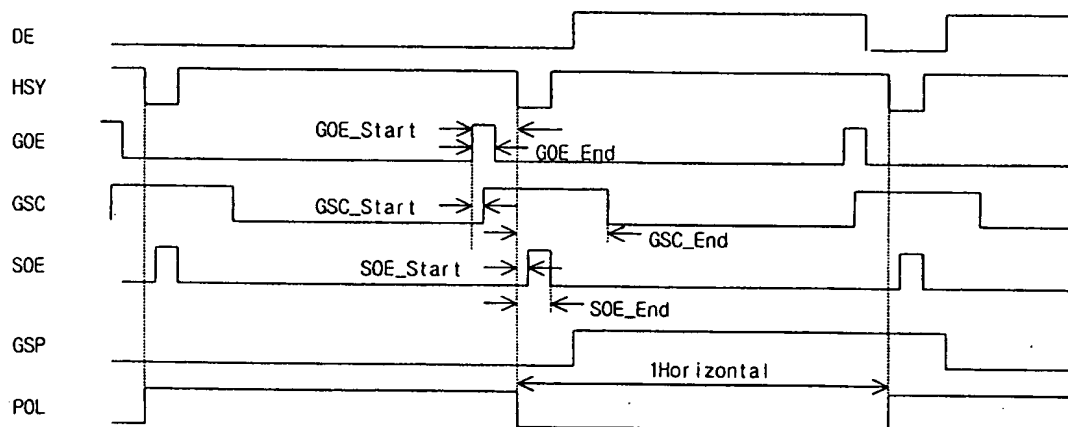 DE
HSY
GOE
GOE_Start
GOE_End
GSC
GSC_Start
GSC_End
SOE
SOE_Start
SOE_End
GSP
1Horizontal
POL